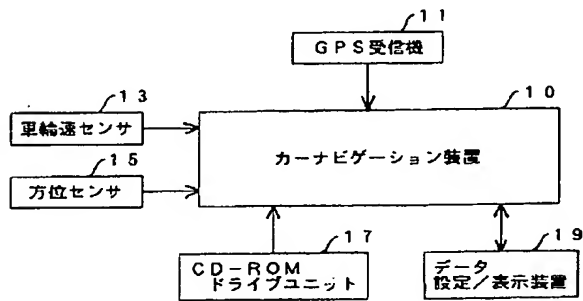 11
GPS受信機
13
車輪速センサ
10
カーナビゲーション装置
15
方位センサ
17
CD-ROM
ドライブユニット
19
データ
設定/表示装置